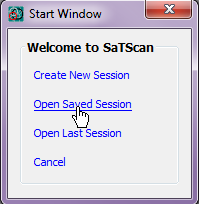 Start Window
Welcome to SaTScan
Create New Session
Open Saved Session
Open Last Session
Cancel